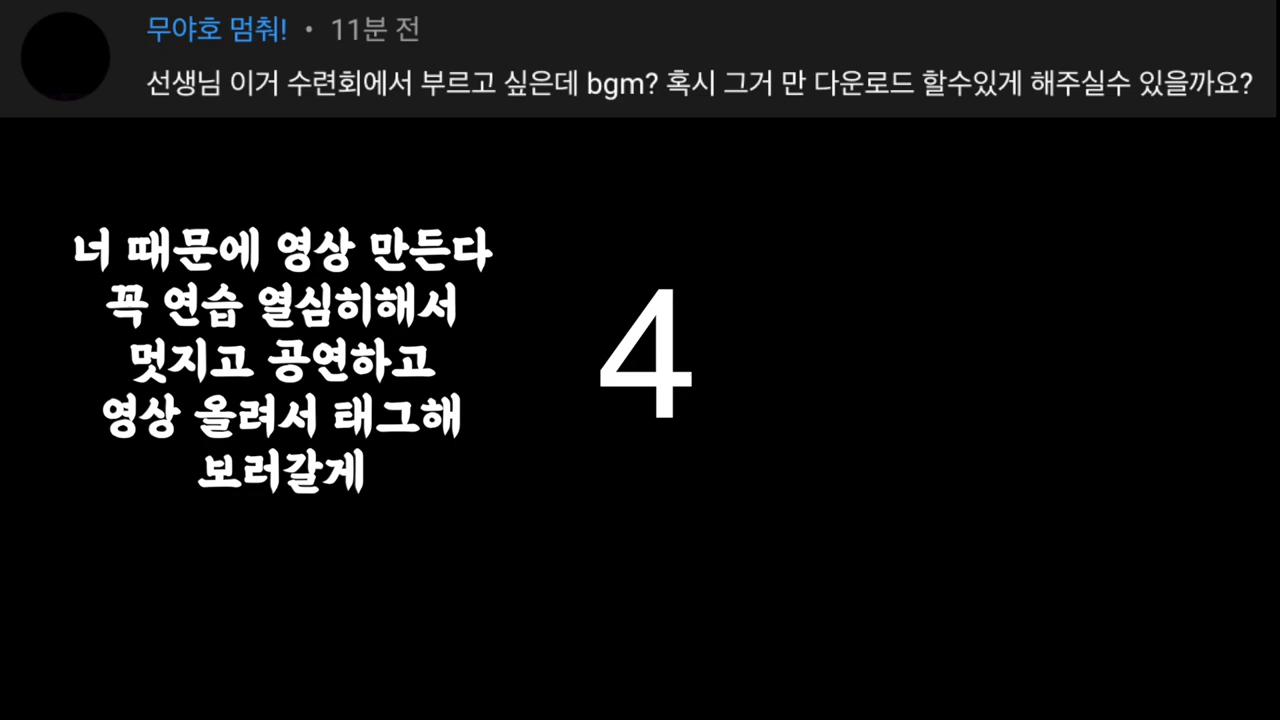 무야호 멈춰! • 11분 전
선생님 이거 수련회에서 부르고 싶은데 bgm? 혹시 그거 만 다운로드 할수있게 해주실수 있을까요?
너 때문에 영상 만든다
꼭 연습 열심히해서
멋지고 공연하고
영상 올려서 태그해
보러갈게
4